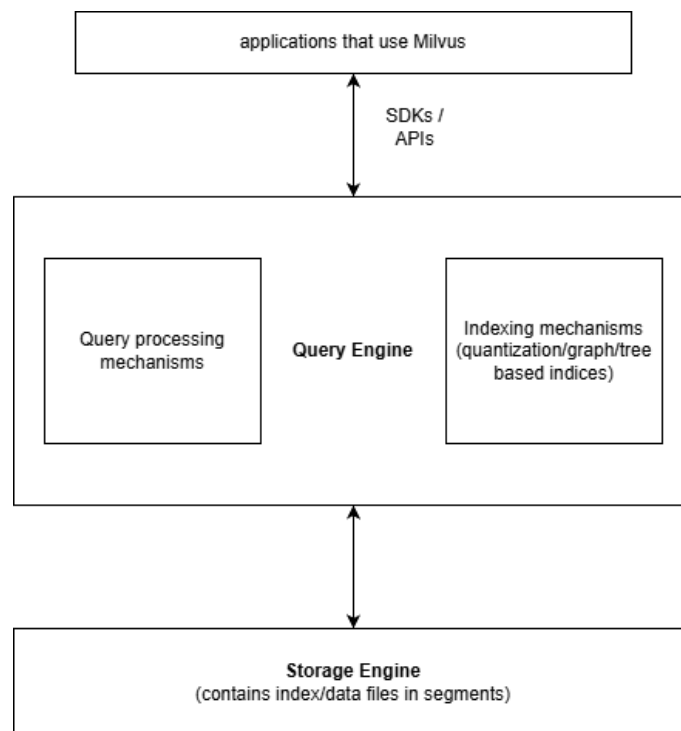 applications that use Milvus
SDKs /
APIs
Query processing
mechanisms
Query Engine
Indexing mechanisms
(quantization/graph/tree
based indices)
Storage Engine
(contains index/data files in segments)